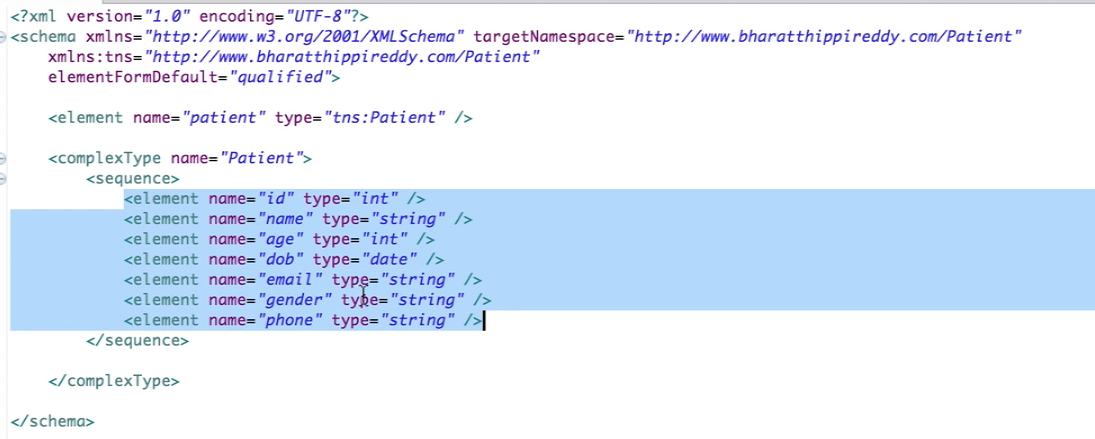 <?xml version="1.0" encoding="UTF-8"?>
<schema xmlns="http://www.w3.org/2001/XMLSchema" targetNamespace="http://www.bharatthippireddy.com/Patient"
xmlns:tns="http://www.bharatthippireddy.com/Patient"
elementFormDefault="qualified">
<element name="patient" type="tns:Patient" />
<complexType name="Patient">
<sequence>
<element name="id" type="int" />
<element name="name" type="string" />
<element name="age" type="int" />
<element name="dob" type="date" />
<element name="email" type="string" />
<element name="gender" type="string" />
<element name="phone" type="string" />
</sequence>
</complexType>
</schema>